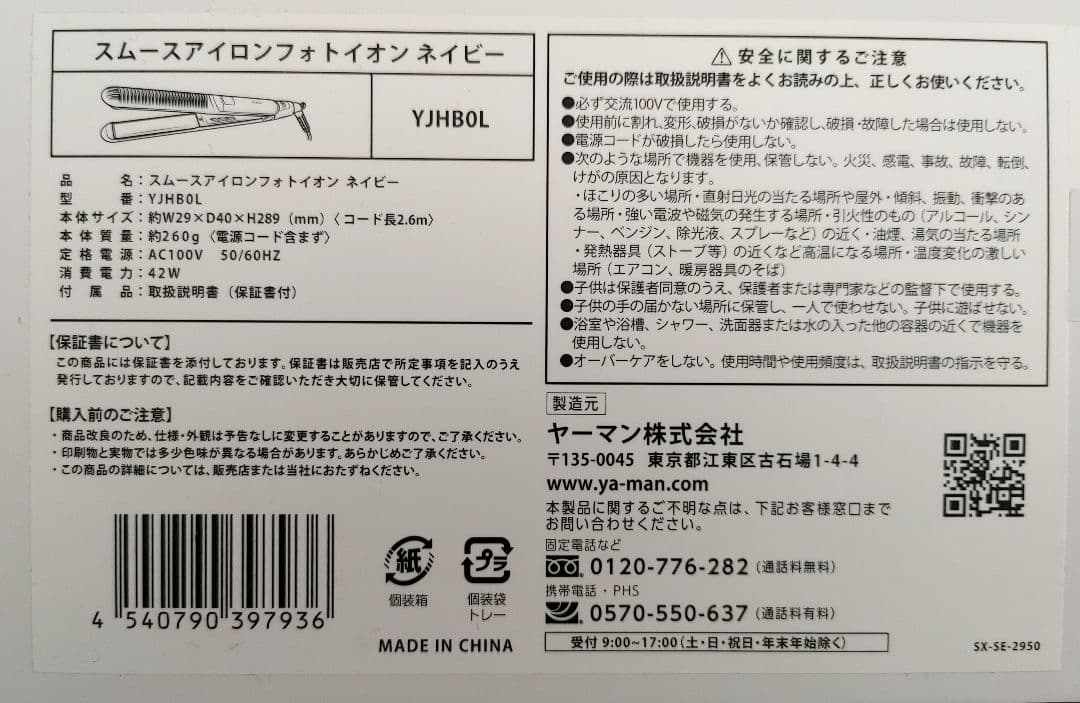 スムースアイロンフォトイオン ネイビー
YJHB0L
品名：スムースアイロンフォトイオン ネイビー
型番：YJHB0L
本体サイズ：約W29×D40×H289（mm）〈 コード長2.6m〉
本体質量：約260g〈電源コード含まず〉
定格電源：AC100V 50/60HZ
消費電力：42W
付属品：取扱説明書（保証書付）
【保証書について】
この商品には保証書を添付しております。保証書は販売店で所定事項を記入のうえ
発行しておりますので、記載内容をご確認いただき大切に保管してください。
【購入前のご注意】
・商品改良のため、仕様・外観は予告なしに変更することがありますので、ご了承ください。
・印刷物と実物では多少色味が異なる場合があります。あらかじめご了承ください。
・この商品の詳細については、販売店または当社におたずねください。
4 540790 397936
紙
個装箱
プラ
個装袋
トレー
MADE IN CHINA
⚠安全に関するご注意
ご使用の際は取扱説明書をよくお読みの上、正しくお使いください。
●必ず交流100Vで使用する。
●使用前に割れ、変形、破損がないか確認し、破損・故障した場合は使用しない。
●電源コードが破損したら使用しない。
●次のような場所で機器を使用、保管しない。火災、感電、事故、故障、転倒、
けがの原因となります。
・ほこりの多い場所・直射日光の当たる場所や屋外・傾斜、振動、衝撃のあ
る場所・強い電波や磁気の発生する場所・引火性のもの（アルコール、シン
ナー、ベンジン、除光液、スプレーなど）の近く・油煙、湯気の当たる場所
・発熱器具（ストーブ等）の近くなど高温になる場所・温度変化の激しい
場所（エアコン、暖房器具のそば）
●子供は保護者同意のうえ、保護者または専門家などの監督下で使用する。
●子供の手の届かない場所に保管し、一人で使わせない。子供に遊ばせない。
●浴室や浴槽、シャワー、洗面器または水の入った他の容器の近くで機器を
使用しない。
●オーバーケアをしない。使用時間や使用頻度は、取扱説明書の指示を守る。
製造元
ヤーマン株式会社
〒135-0045 東京都江東区古石場1-4-4
www.ya-man.com
本製品に関するご不明な点は、下記お客様窓口まで
お問い合わせください。
固定電話など
0120-776-282（通話料無料）
携帯電話・PHS
0570-550-637（通話料有料）
受付 9:00~17:00（土・日・祝日・年末年始除く）
SX-SE-2950